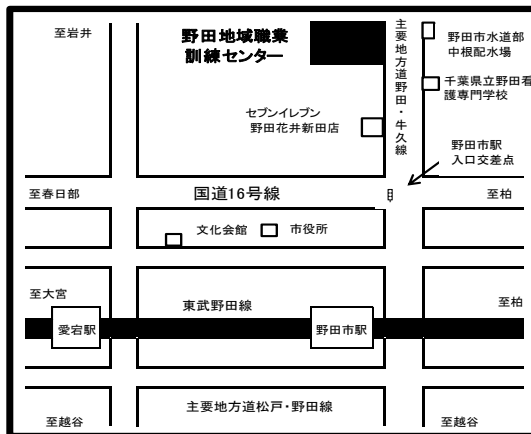 至岩井
野田地域職業
訓練センター
主要地方道野田・牛久線
野田市水道部
中根配水場
千葉県立野田看
護専門学校
セブンイレブン
野田花井新田店
野田市駅
入口交差点
至春日部
国道16号線
至柏
文化会館
市役所
至大宮
東武野田線
至柏
愛宕駅
野田市駅
主要地方道松戸・野田線
至越谷
至越谷